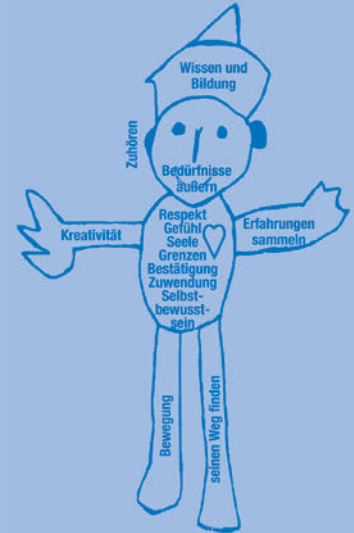 Wissen und
Bildung
Zuhören
Bedürfnisse
äußern
Respekt
Gefühl
Seele
Grenzen
Bestätigung
Zuwendung
Selbst-
bewusst-
sein
Kreativität
Erfahrungen
sammeln
Bewegung
seinen Weg finden